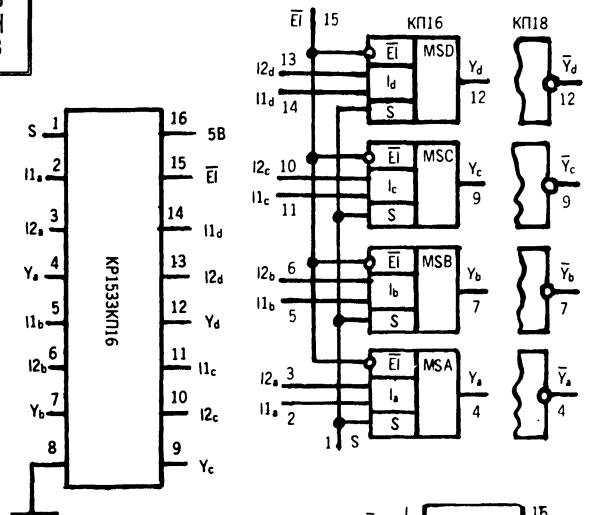 EI 15 КП16 КП18
I2d 13 EI MSD Yd Yd
I1d 14 Id 12 12
S
I2c 10 EI MSC Yc Yc
I1c 11 Ic 9 9
S
I2b 6 EI MSB Yb Yb
I1b 5 Ib 7 7
S
I2a 3 EI MSA Ya Ya
I1a 2 Ia 4 4
S
1 S
S 1 16 5В
I1a 2 15 EI
I2a 3 14 I1d
Ya 4 13 I2d
I1b 5 12 Yd
I2b 6 11 I1c
Yb 7 10 I2c
8 9 Yc
КР1533КП16
15